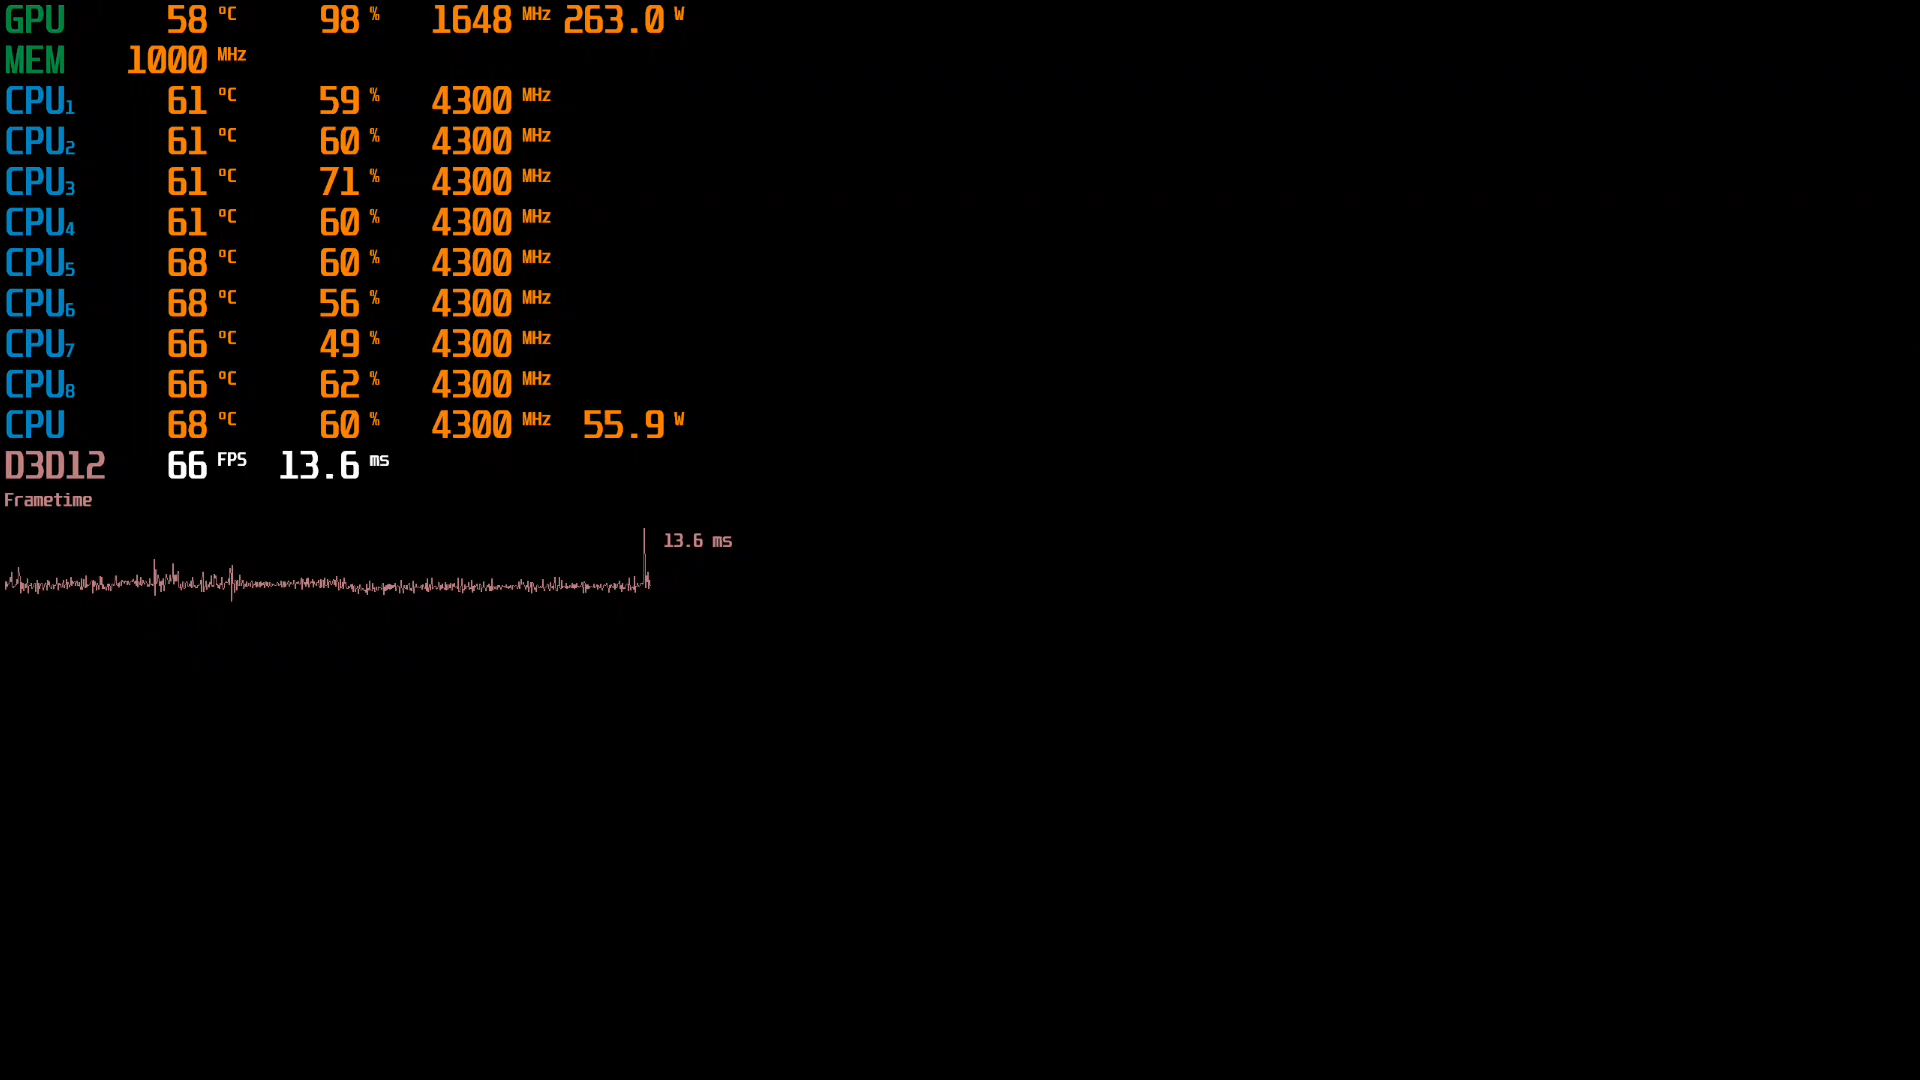 GPU 58 °C 98 % 1648 MHz 263.0 W
MEM 1000 MHz
CPU1 61 °C 59 % 4300 MHz
CPU2 61 °C 60 % 4300 MHz
CPU3 61 °C 71 % 4300 MHz
CPU4 61 °C 60 % 4300 MHz
CPU5 68 °C 60 % 4300 MHz
CPU6 68 °C 56 % 4300 MHz
CPU7 66 °C 49 % 4300 MHz
CPU8 66 °C 62 % 4300 MHz
CPU 68 °C 60 % 4300 MHz 55.9 W
D3D12 66 FPS 13.6 ms
Frametime
13.6 ms